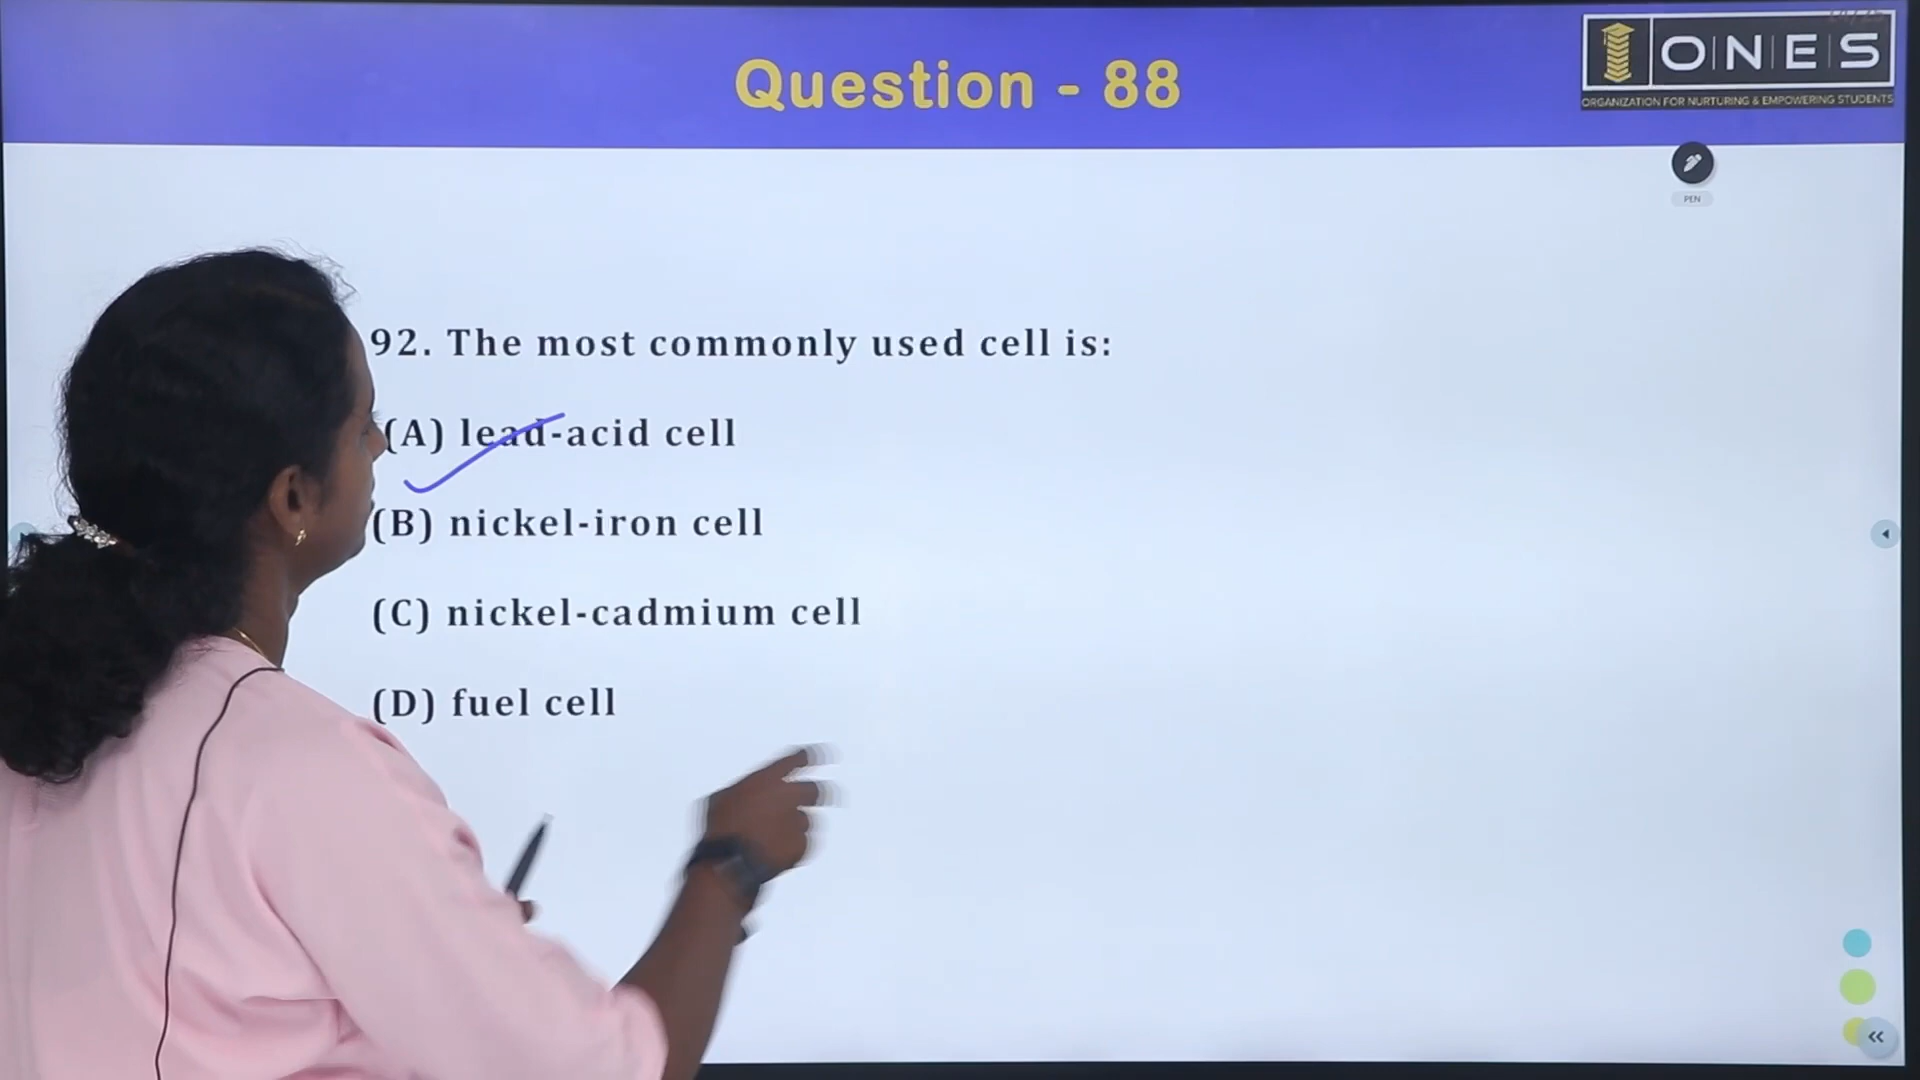 Question - 88
ONES
ORGANIZATION FOR NURTURING & EMPOWERING STUDENTS
PEN
92. The most commonly used cell is:
(A) lead-acid cell
(B) nickel-iron cell
(C) nickel-cadmium cell
(D) fuel cell